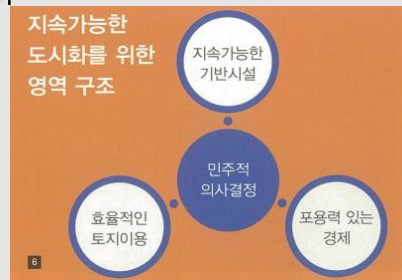 지속가능한
도시화를 위한
영역 구조
지속가능한
기반시설
민주적
의사결정
효율적인
토지이용
포용력 있는
경제
6